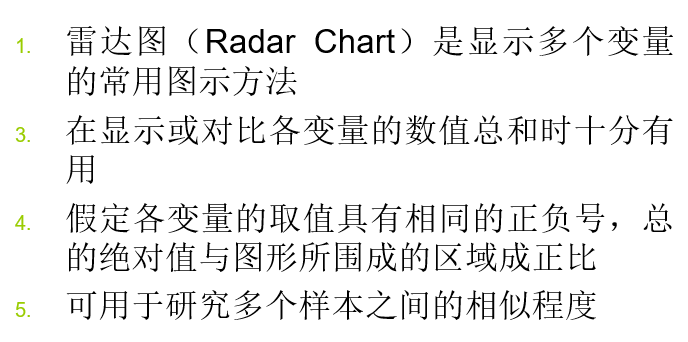 1. 雷达图（Radar Chart）是显示多个变量
的常用图示方法
3. 在显示或对比各变量的数值总和时十分有
用
4. 假定各变量的取值具有相同的正负号，总
的绝对值与图形所围成的区域成正比
5. 可用于研究多个样本之间的相似程度